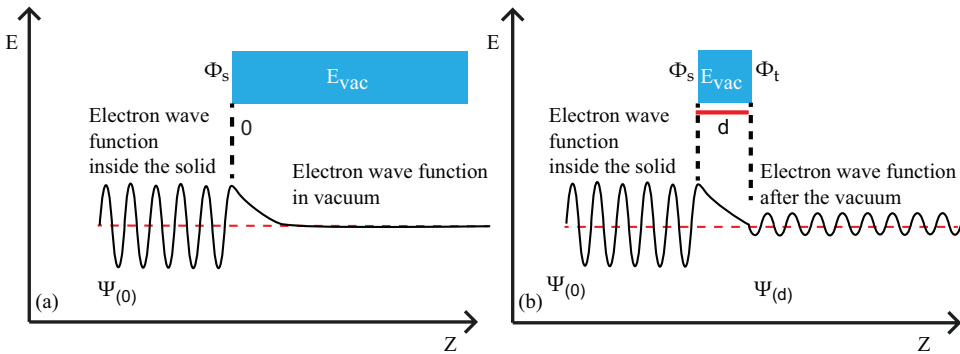 E
Φs
Evac
0
Electron wave
function
inside the solid
Electron wave function
in vacuum
Ψ(0)
(a)
Z
E
Φs
Evac
Φt
d
Electron wave
function
inside the solid
Electron wave function
after the vacuum
Ψ(0)
Ψ(d)
(b)
Z